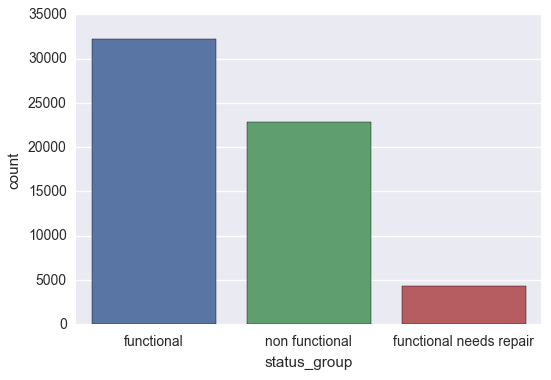 35000
30000
25000
20000
15000
10000
5000
0
count
functional
non functional
functional needs repair
status_group